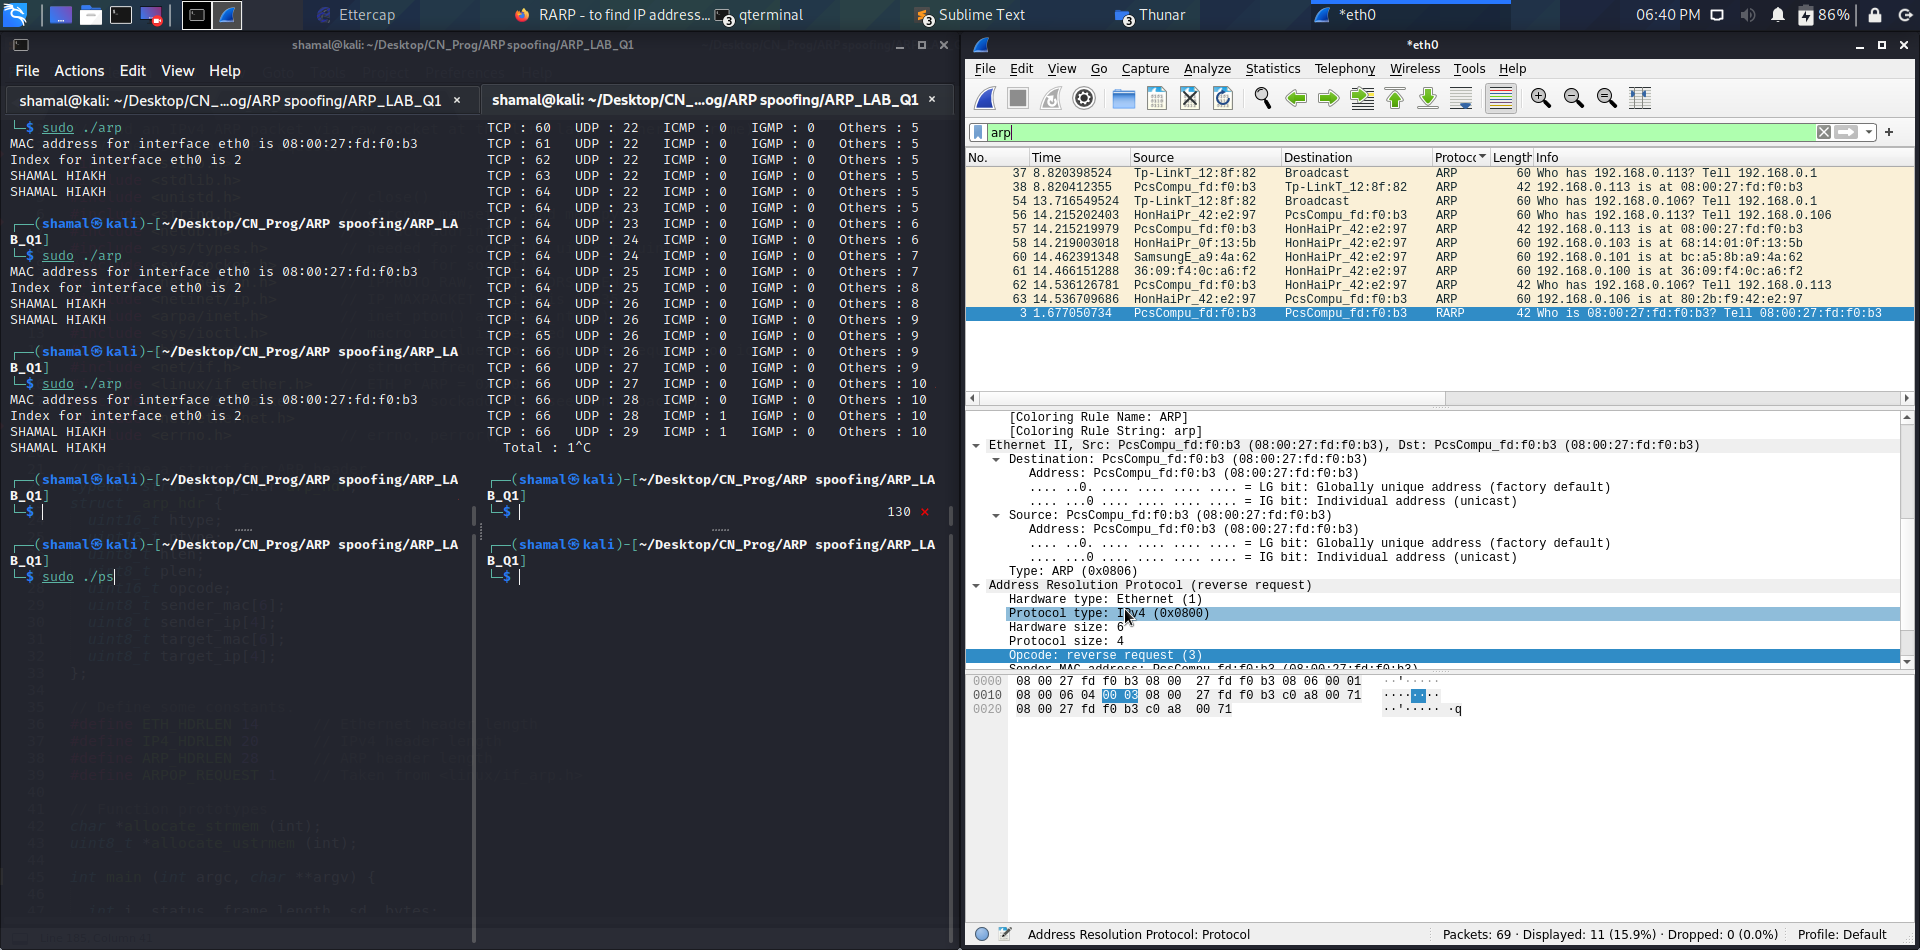 Ettercap
RARP - to find IP address...
3 qterminal
3 Sublime Text
3 Thunar
*eth0
06:40 PM
86%
shamal@kali: ~/Desktop/CN_Prog/ARP spoofing/ARP_LAB_Q1
File Actions Edit View Help
shamal@kali: ~/Desktop/CN_...og/ARP spoofing/ARP_LAB_Q1 ×
shamal@kali: ~/Desktop/CN_...og/ARP spoofing/ARP_LAB_Q1 ×
└─$ sudo ./arp
MAC address for interface eth0 is 08:00:27:fd:f0:b3
Index for interface eth0 is 2
SHAMAL HIAKH
SHAMAL HIAKH
┌──(shamal㉿kali)-[~/Desktop/CN_Prog/ARP spoofing/ARP_LA
B_Q1]
└─$ sudo ./arp
MAC address for interface eth0 is 08:00:27:fd:f0:b3
Index for interface eth0 is 2
SHAMAL HIAKH
SHAMAL HIAKH
┌──(shamal㉿kali)-[~/Desktop/CN_Prog/ARP spoofing/ARP_LA
B_Q1]
└─$ sudo ./arp
MAC address for interface eth0 is 08:00:27:fd:f0:b3
Index for interface eth0 is 2
SHAMAL HIAKH
SHAMAL HIAKH
┌──(shamal㉿kali)-[~/Desktop/CN_Prog/ARP spoofing/ARP_LA
B_Q1]
└─$
┌──(shamal㉿kali)-[~/Desktop/CN_Prog/ARP spoofing/ARP_LA
B_Q1]
└─$ sudo ./ps
TCP : 60 UDP : 22 ICMP : 0 IGMP : 0 Others : 5
TCP : 61 UDP : 22 ICMP : 0 IGMP : 0 Others : 5
TCP : 62 UDP : 22 ICMP : 0 IGMP : 0 Others : 5
TCP : 63 UDP : 22 ICMP : 0 IGMP : 0 Others : 5
TCP : 64 UDP : 22 ICMP : 0 IGMP : 0 Others : 5
TCP : 64 UDP : 23 ICMP : 0 IGMP : 0 Others : 5
TCP : 64 UDP : 23 ICMP : 0 IGMP : 0 Others : 6
TCP : 64 UDP : 24 ICMP : 0 IGMP : 0 Others : 6
TCP : 64 UDP : 24 ICMP : 0 IGMP : 0 Others : 7
TCP : 64 UDP : 25 ICMP : 0 IGMP : 0 Others : 7
TCP : 64 UDP : 25 ICMP : 0 IGMP : 0 Others : 8
TCP : 64 UDP : 26 ICMP : 0 IGMP : 0 Others : 8
TCP : 64 UDP : 26 ICMP : 0 IGMP : 0 Others : 9
TCP : 65 UDP : 26 ICMP : 0 IGMP : 0 Others : 9
TCP : 66 UDP : 26 ICMP : 0 IGMP : 0 Others : 9
TCP : 66 UDP : 27 ICMP : 0 IGMP : 0 Others : 9
TCP : 66 UDP : 27 ICMP : 0 IGMP : 0 Others : 10
TCP : 66 UDP : 28 ICMP : 0 IGMP : 0 Others : 10
TCP : 66 UDP : 28 ICMP : 1 IGMP : 0 Others : 10
TCP : 66 UDP : 29 ICMP : 1 IGMP : 0 Others : 10
Total : 1^C
┌──(shamal㉿kali)-[~/Desktop/CN_Prog/ARP spoofing/ARP_LA
B_Q1]
└─$ 130 ×
┌──(shamal㉿kali)-[~/Desktop/CN_Prog/ARP spoofing/ARP_LA
B_Q1]
└─$
*eth0
File Edit View Go Capture Analyze Statistics Telephony Wireless Tools Help
arp
No. Time Source Destination Protoc Length Info
37 8.820398524 Tp-LinkT_12:8f:82 Broadcast ARP 60 Who has 192.168.0.113? Tell 192.168.0.1
38 8.820412355 PcsCompu_fd:f0:b3 Tp-LinkT_12:8f:82 ARP 42 192.168.0.113 is at 08:00:27:fd:f0:b3
54 13.716549524 Tp-LinkT_12:8f:82 Broadcast ARP 60 Who has 192.168.0.106? Tell 192.168.0.1
56 14.215202403 HonHaiPr_42:e2:97 PcsCompu_fd:f0:b3 ARP 60 Who has 192.168.0.113? Tell 192.168.0.106
57 14.215219979 PcsCompu_fd:f0:b3 HonHaiPr_42:e2:97 ARP 42 192.168.0.113 is at 08:00:27:fd:f0:b3
58 14.219003018 HonHaiPr_0f:13:5b HonHaiPr_42:e2:97 ARP 60 192.168.0.103 is at 68:14:01:0f:13:5b
60 14.462391348 SamsungE_a9:4a:62 HonHaiPr_42:e2:97 ARP 60 192.168.0.101 is at bc:a5:8b:a9:4a:62
61 14.466151288 36:09:f4:0c:a6:f2 HonHaiPr_42:e2:97 ARP 60 192.168.0.100 is at 36:09:f4:0c:a6:f2
62 14.536126781 PcsCompu_fd:f0:b3 HonHaiPr_42:e2:97 ARP 42 Who has 192.168.0.106? Tell 192.168.0.113
63 14.536709686 HonHaiPr_42:e2:97 PcsCompu_fd:f0:b3 ARP 60 192.168.0.106 is at 80:2b:f9:42:e2:97
3 1.677050734 PcsCompu_fd:f0:b3 PcsCompu_fd:f0:b3 RARP 42 Who is 08:00:27:fd:f0:b3? Tell 08:00:27:fd:f0:b3
[Coloring Rule Name: ARP]
[Coloring Rule String: arp]
Ethernet II, Src: PcsCompu_fd:f0:b3 (08:00:27:fd:f0:b3), Dst: PcsCompu_fd:f0:b3 (08:00:27:fd:f0:b3)
Destination: PcsCompu_fd:f0:b3 (08:00:27:fd:f0:b3)
Address: PcsCompu_fd:f0:b3 (08:00:27:fd:f0:b3)
.... ..0. .... .... .... .... = LG bit: Globally unique address (factory default)
.... ...0 .... .... .... .... = IG bit: Individual address (unicast)
Source: PcsCompu_fd:f0:b3 (08:00:27:fd:f0:b3)
Address: PcsCompu_fd:f0:b3 (08:00:27:fd:f0:b3)
.... ..0. .... .... .... .... = LG bit: Globally unique address (factory default)
.... ...0 .... .... .... .... = IG bit: Individual address (unicast)
Type: ARP (0x0806)
Address Resolution Protocol (reverse request)
Hardware type: Ethernet (1)
Protocol type: IPv4 (0x0800)
Hardware size: 6
Protocol size: 4
Opcode: reverse request (3)
Sender MAC address: PcsCompu_fd:f0:b3 (08:00:27:fd:f0:b3)
0000 08 00 27 fd f0 b3 08 00 27 fd f0 b3 08 06 00 01 ··'·····
0010 08 00 06 04 00 03 08 00 27 fd f0 b3 c0 a8 00 71 ········
0020 08 00 27 fd f0 b3 c0 a8 00 71 ··'····· ·q
Address Resolution Protocol: Protocol
Packets: 69 · Displayed: 11 (15.9%) · Dropped: 0 (0.0%)
Profile: Default